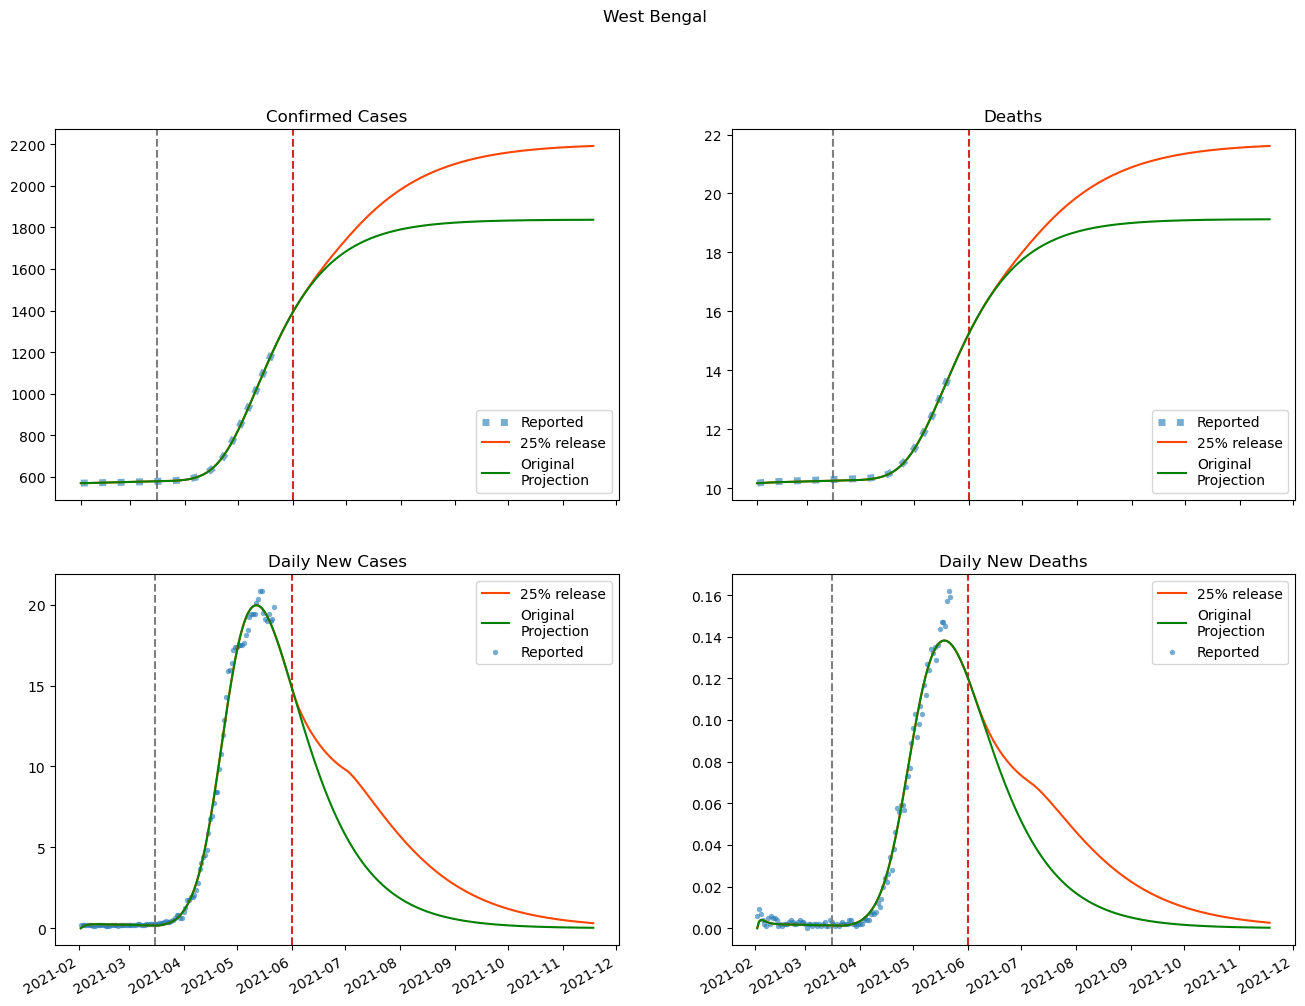 West Bengal
Confirmed Cases
2200
2000
1800
1600
1400
1200
1000
800
600
Reported
25% release
Original
Projection
Deaths
22
20
18
16
14
12
10
Reported
25% release
Original
Projection
Daily New Cases
20
15
10
5
0
25% release
Original
Projection
Reported
2021-02
2021-03
2021-04
2021-05
2021-06
2021-07
2021-08
2021-09
2021-10
2021-11
2021-12
Daily New Deaths
0.16
0.14
0.12
0.10
0.08
0.06
0.04
0.02
0.00
25% release
Original
Projection
Reported
2021-02
2021-03
2021-04
2021-05
2021-06
2021-07
2021-08
2021-09
2021-10
2021-11
2021-12